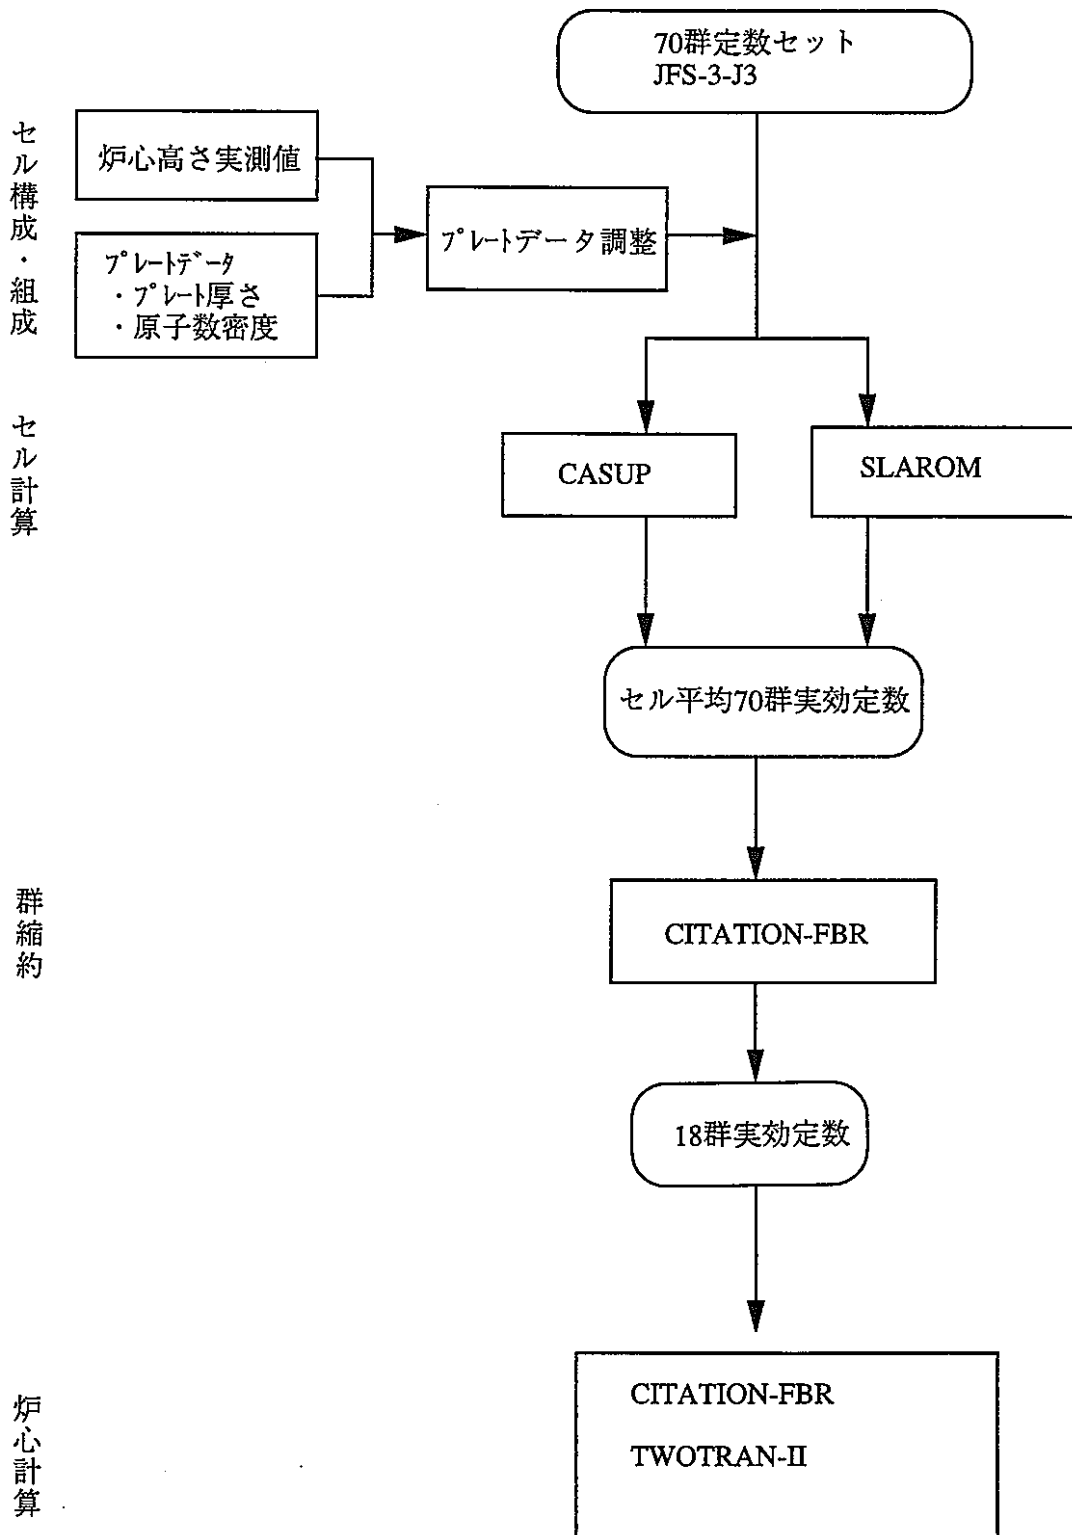 70群定数セット
JFS-3-J3
セル構成・組成
炉心高さ実測値
プレートデータ
・プレート厚さ
・原子数密度
プレートデータ調整
セル計算
CASUP
SLAROM
セル平均70群実効定数
群縮約
CITATION-FBR
18群実効定数
炉心計算
CITATION-FBR
TWOTRAN-II